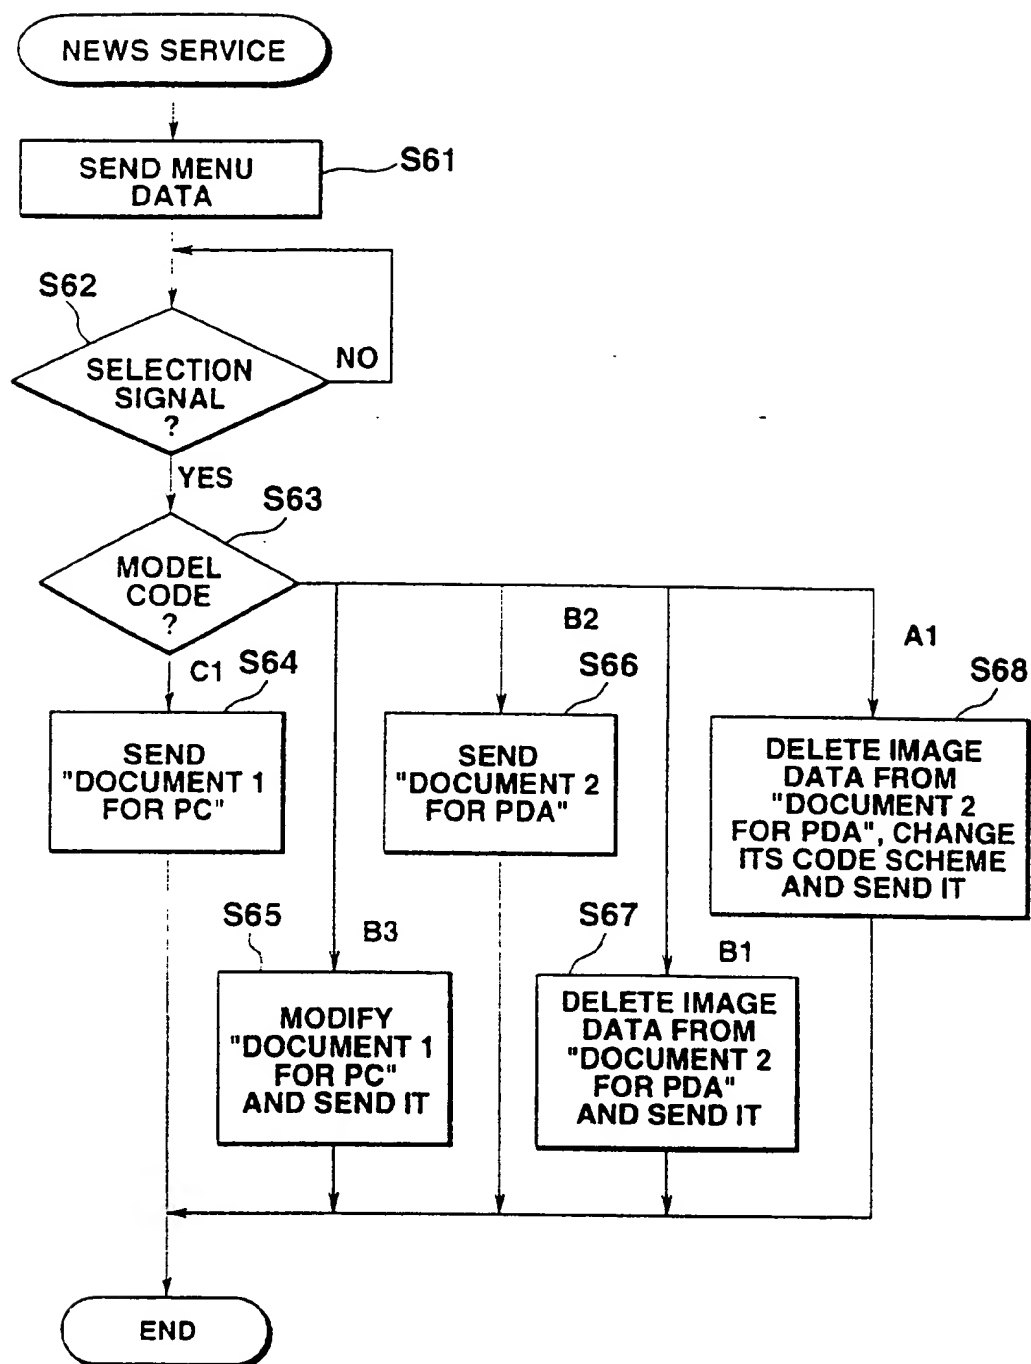 NEWS SERVICE
SEND MENU
DATA
S61
S62
SELECTION
SIGNAL
?
NO
YES
S63
MODEL
CODE
?
C1
S64
SEND
"DOCUMENT 1
FOR PC"
B2
S66
SEND
"DOCUMENT 2
FOR PDA"
A1
S68
DELETE IMAGE
DATA FROM
"DOCUMENT 2
FOR PDA", CHANGE
ITS CODE SCHEME
AND SEND IT
S65
B3
MODIFY
"DOCUMENT 1
FOR PC"
AND SEND IT
S67
B1
DELETE IMAGE
DATA FROM
"DOCUMENT 2
FOR PDA"
AND SEND IT
END